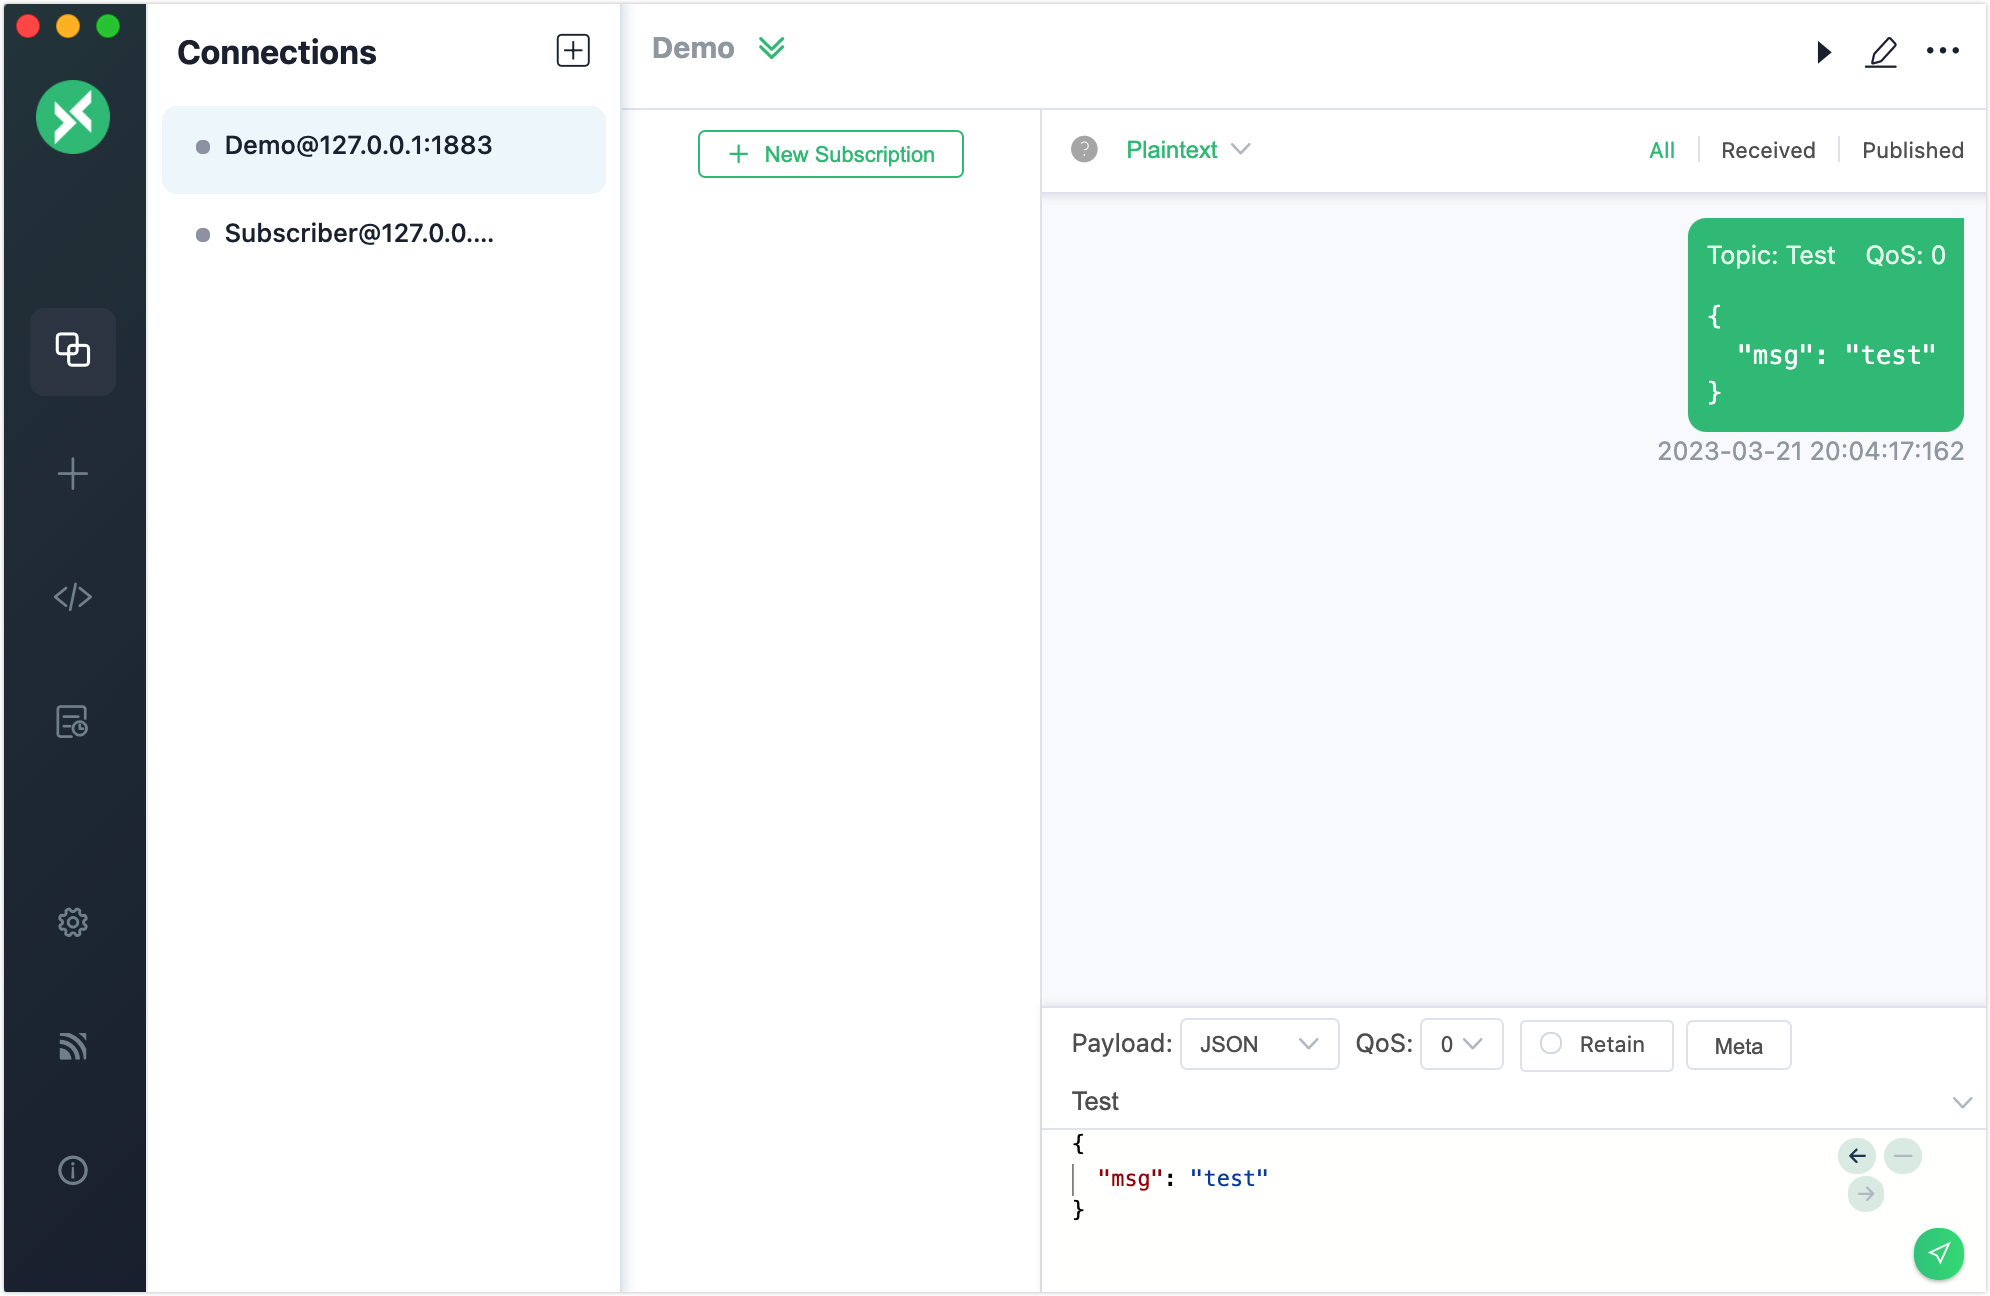 Connections
Demo@127.0.0.1:1883
Subscriber@127.0.0....
Demo
New Subscription
Plaintext
All
Received
Published
Topic: Test QoS: 0
{
"msg": "test"
}
2023-03-21 20:04:17:162
Payload: JSON QoS: 0 Retain Meta
Test
{
"msg": "test"
}